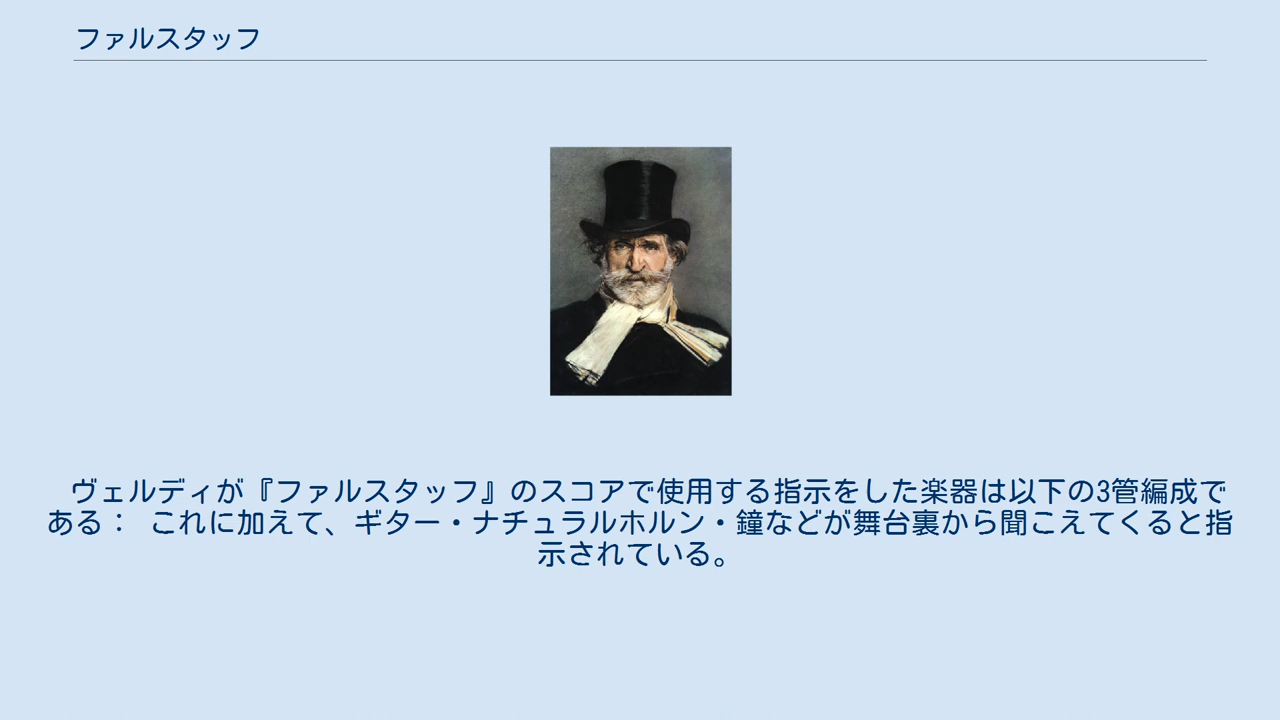 ファルスタッフ
ヴェルディが『ファルスタッフ』のスコアで使用する指示をした楽器は以下の3管編成で
ある： これに加えて、ギター・ナチュラルホルン・鐘などが舞台裏から聞こえてくると指
示されている。